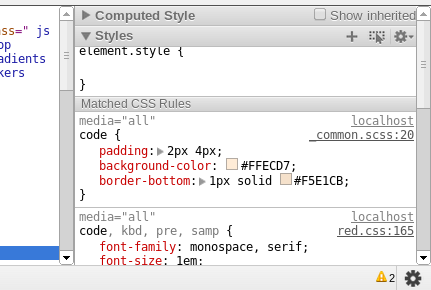 ass=" js
op
adients
kers
Computed Style
Show inherited
Styles
element.style {
}
Matched CSS Rules
media="all"
localhost
code {
_common.scss:20
padding: 2px 4px;
background-color: #FFECD7;
border-bottom: 1px solid #F5E1CB;
}
media="all"
localhost
code, kbd, pre, samp {
red.css:165
font-family: monospace, serif;
font-size: 1em;
2